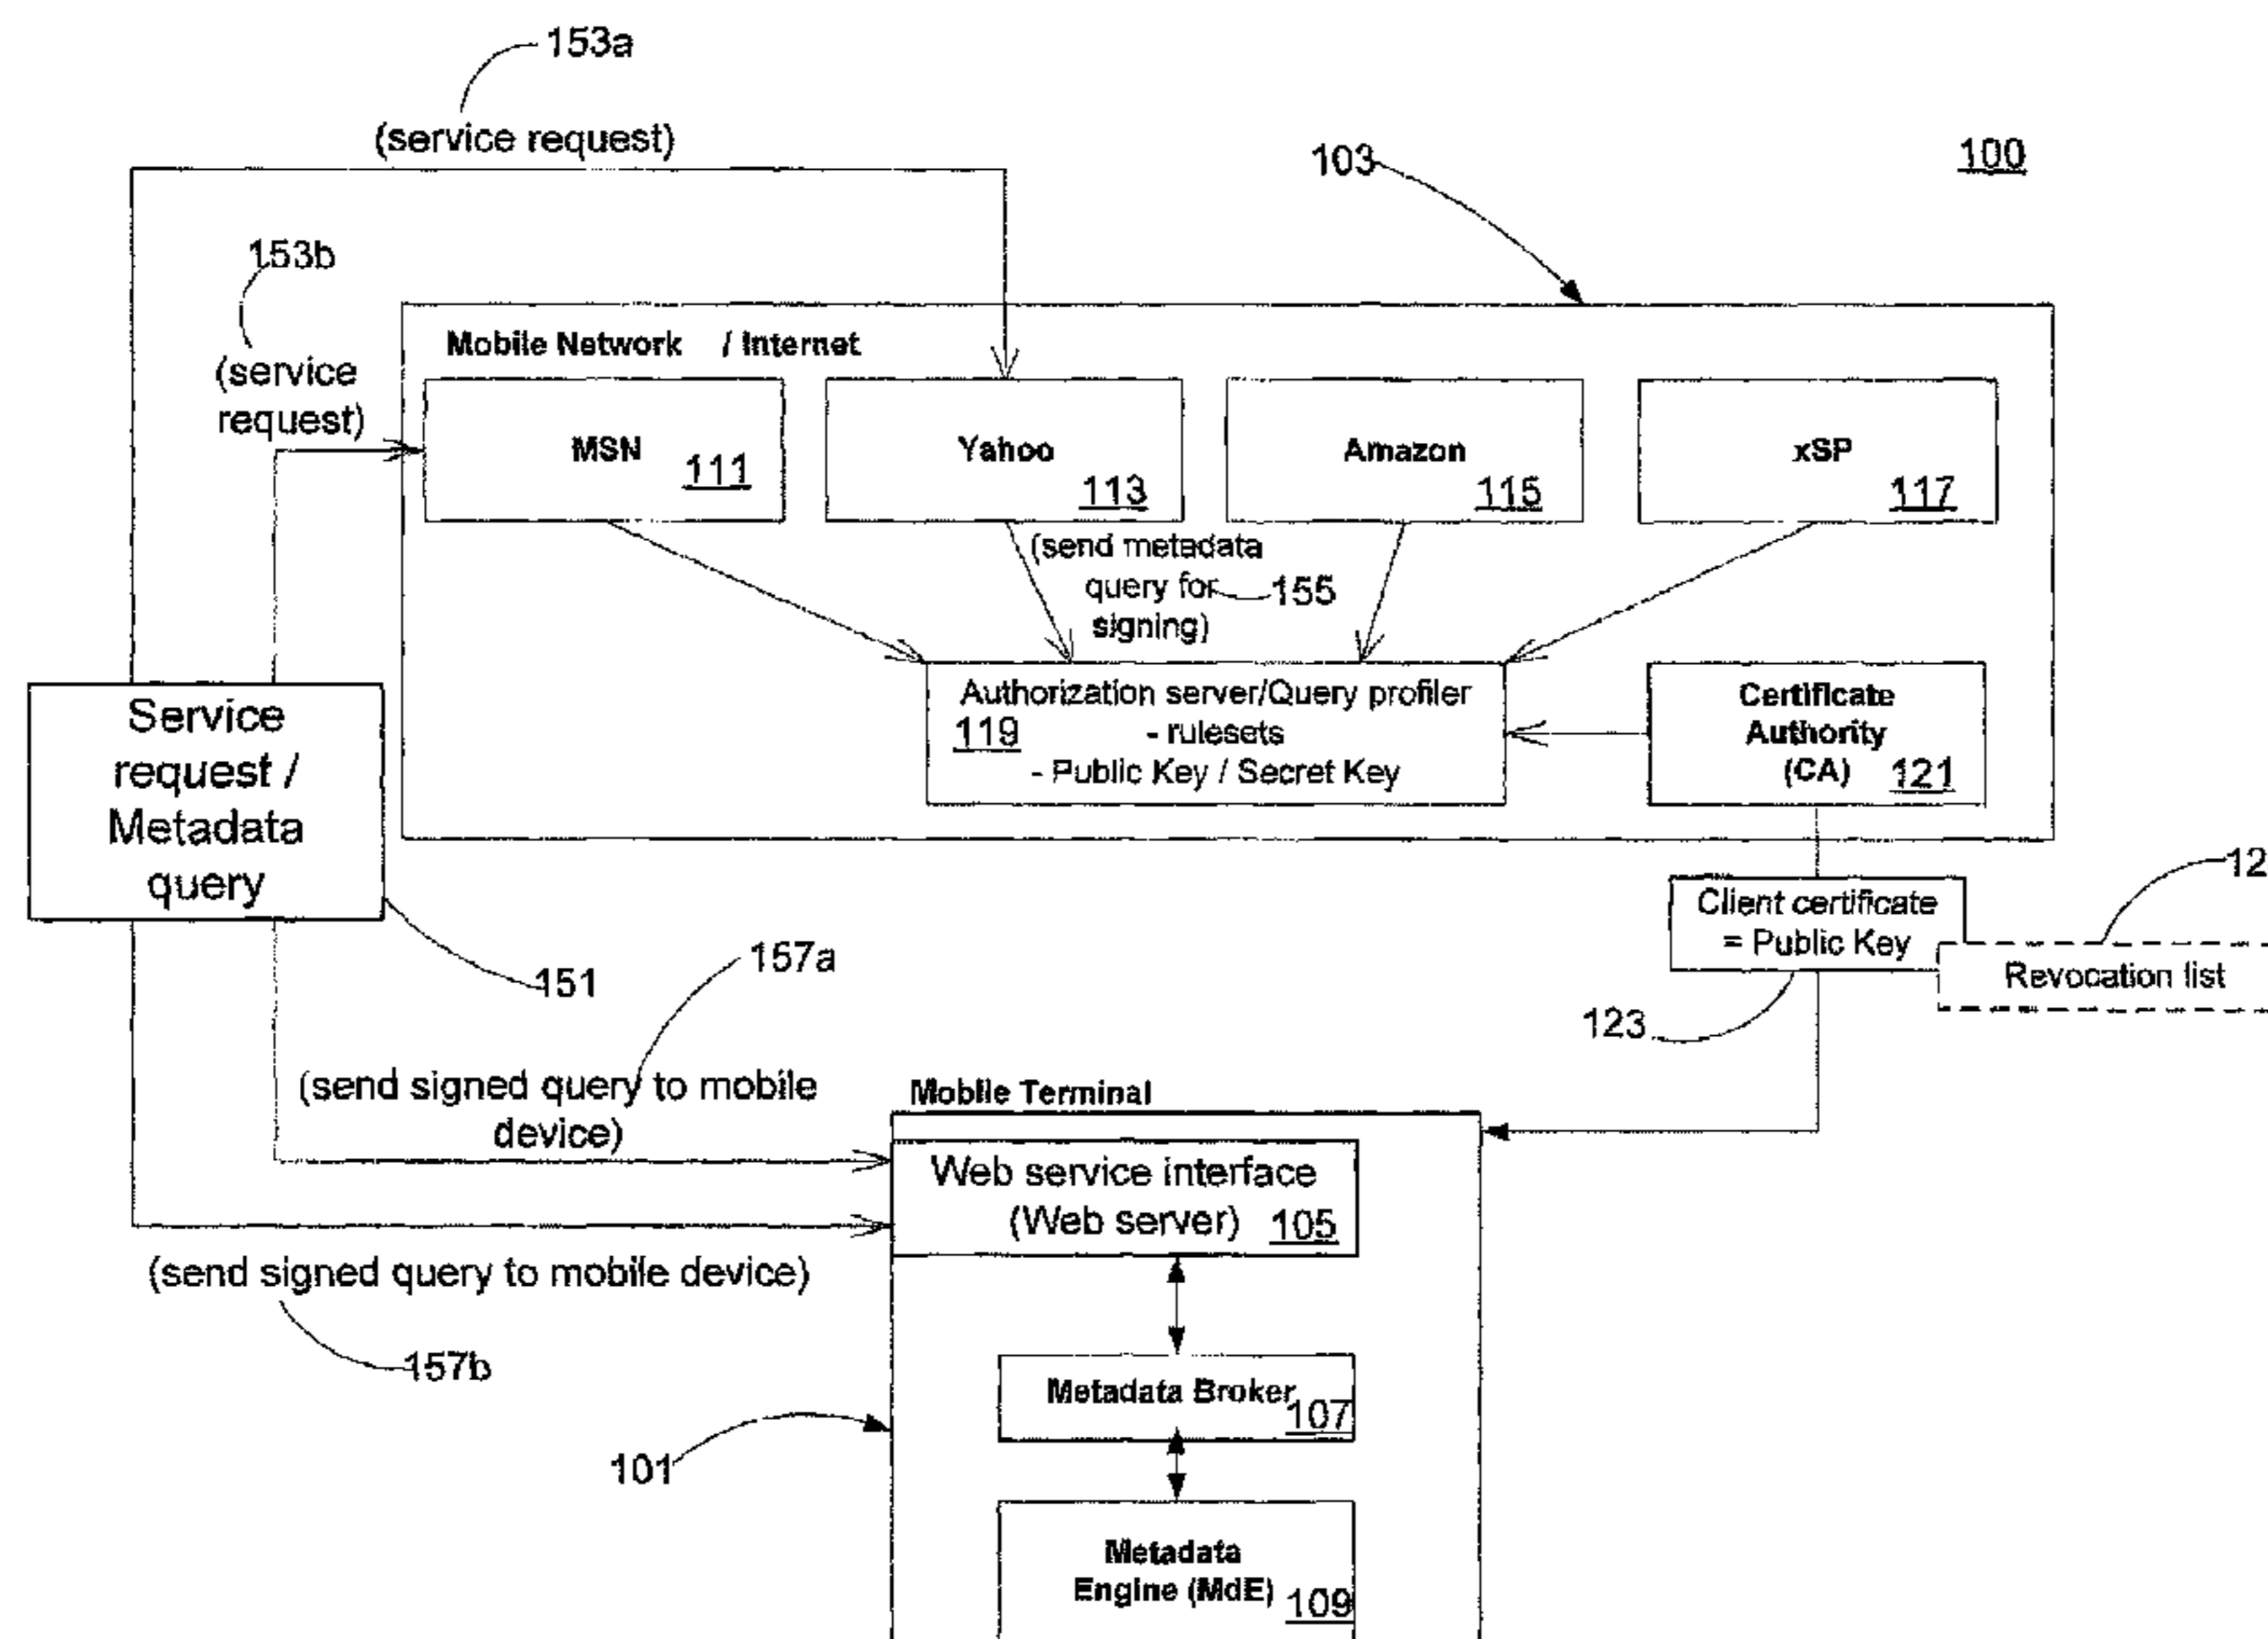 153a
(service request)
103
100
153b
(service
request)
Mobile Network / Internet
MSN 111
Yahoo
113
Amazon
115
xSP
117
(send metadata
query for 155
signing)
Authorization server/Query profiler
119 - rulesets
- Public Key / Secret Key
Certificate
Authority
(CA) 121
Service
request /
Metadata
query
151
12
Client certificate
= Public Key
Revocation list
123
157a
(send signed query to mobile
device)
Mobile Terminal
Web service interface
(Web server) 105
(send signed query to mobile device)
157b
Metadata Broker
107
101
Metadata
Engine (MdE) 109